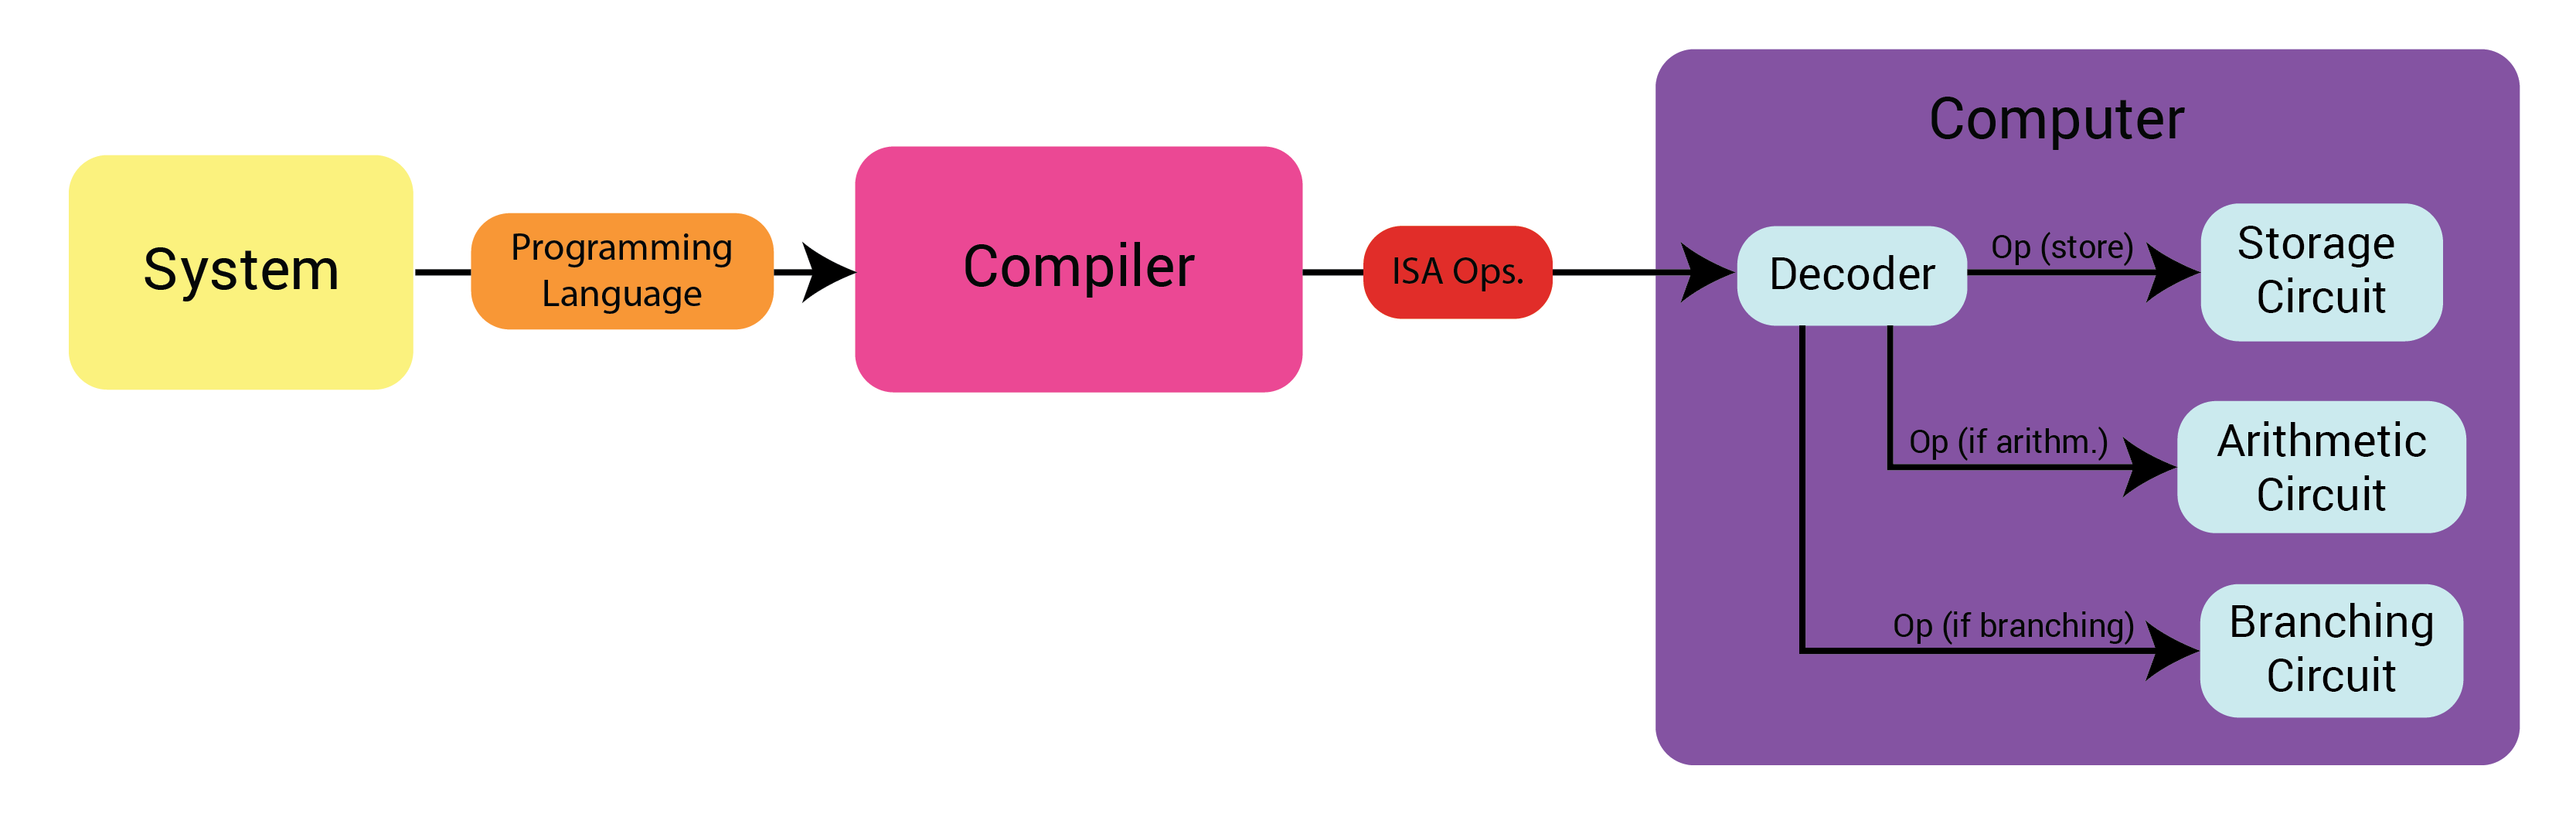 System
Programming
Language
Compiler
ISA Ops.
Computer
Decoder
Op (store)
Storage
Circuit
Op (if arithm.)
Arithmetic
Circuit
Op (if branching)
Branching
Circuit